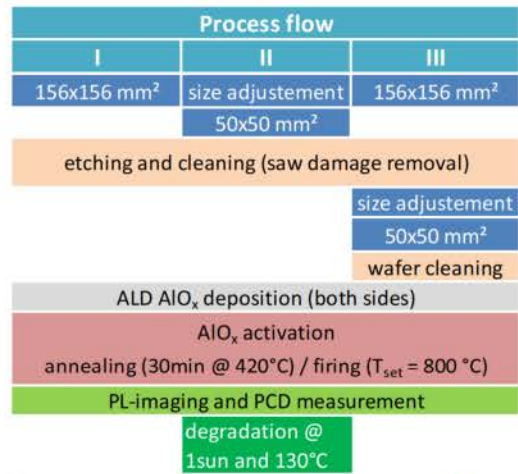 Process flow
I II III
156x156 mm² size adjustement 156x156 mm²
50x50 mm²
etching and cleaning (saw damage removal)
size adjustement
50x50 mm²
wafer cleaning
ALD AlOₓ deposition (both sides)
AlOₓ activation
annealing (30min @ 420°C) / firing (Tset = 800 °C)
PL-imaging and PCD measurement
degradation @
1sun and 130°C